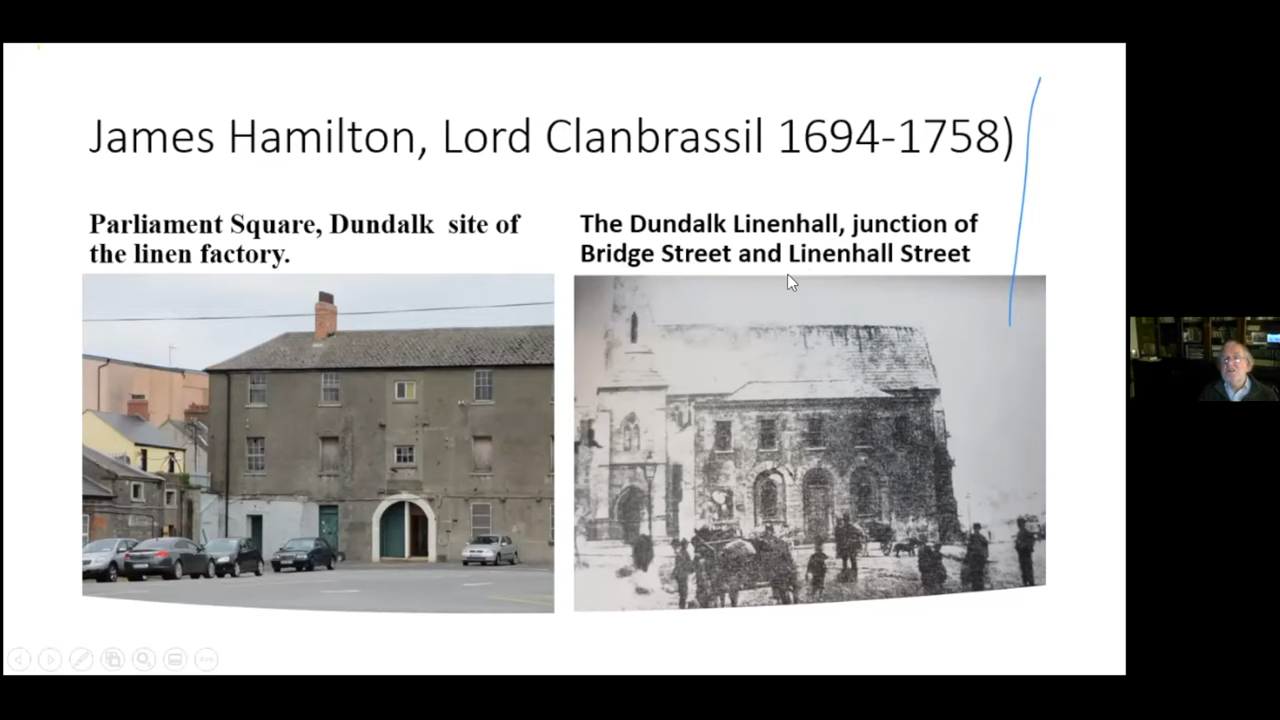 James Hamilton, Lord Clanbrassil 1694-1758)
Parliament Square, Dundalk site of
the linen factory.
The Dundalk Linenhall, junction of
Bridge Street and Linenhall Street